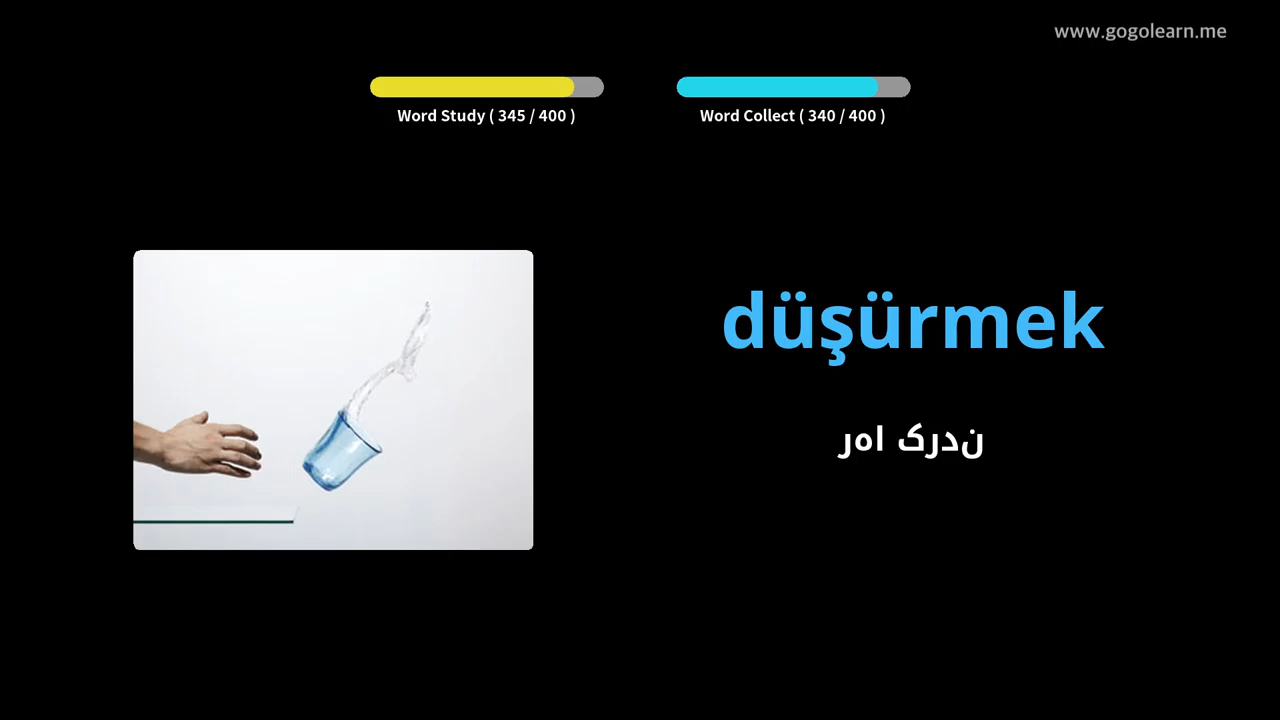 www.gogolearn.me
Word Study ( 345 / 400 )
Word Collect ( 340 / 400 )
düşürmek
رها کردن